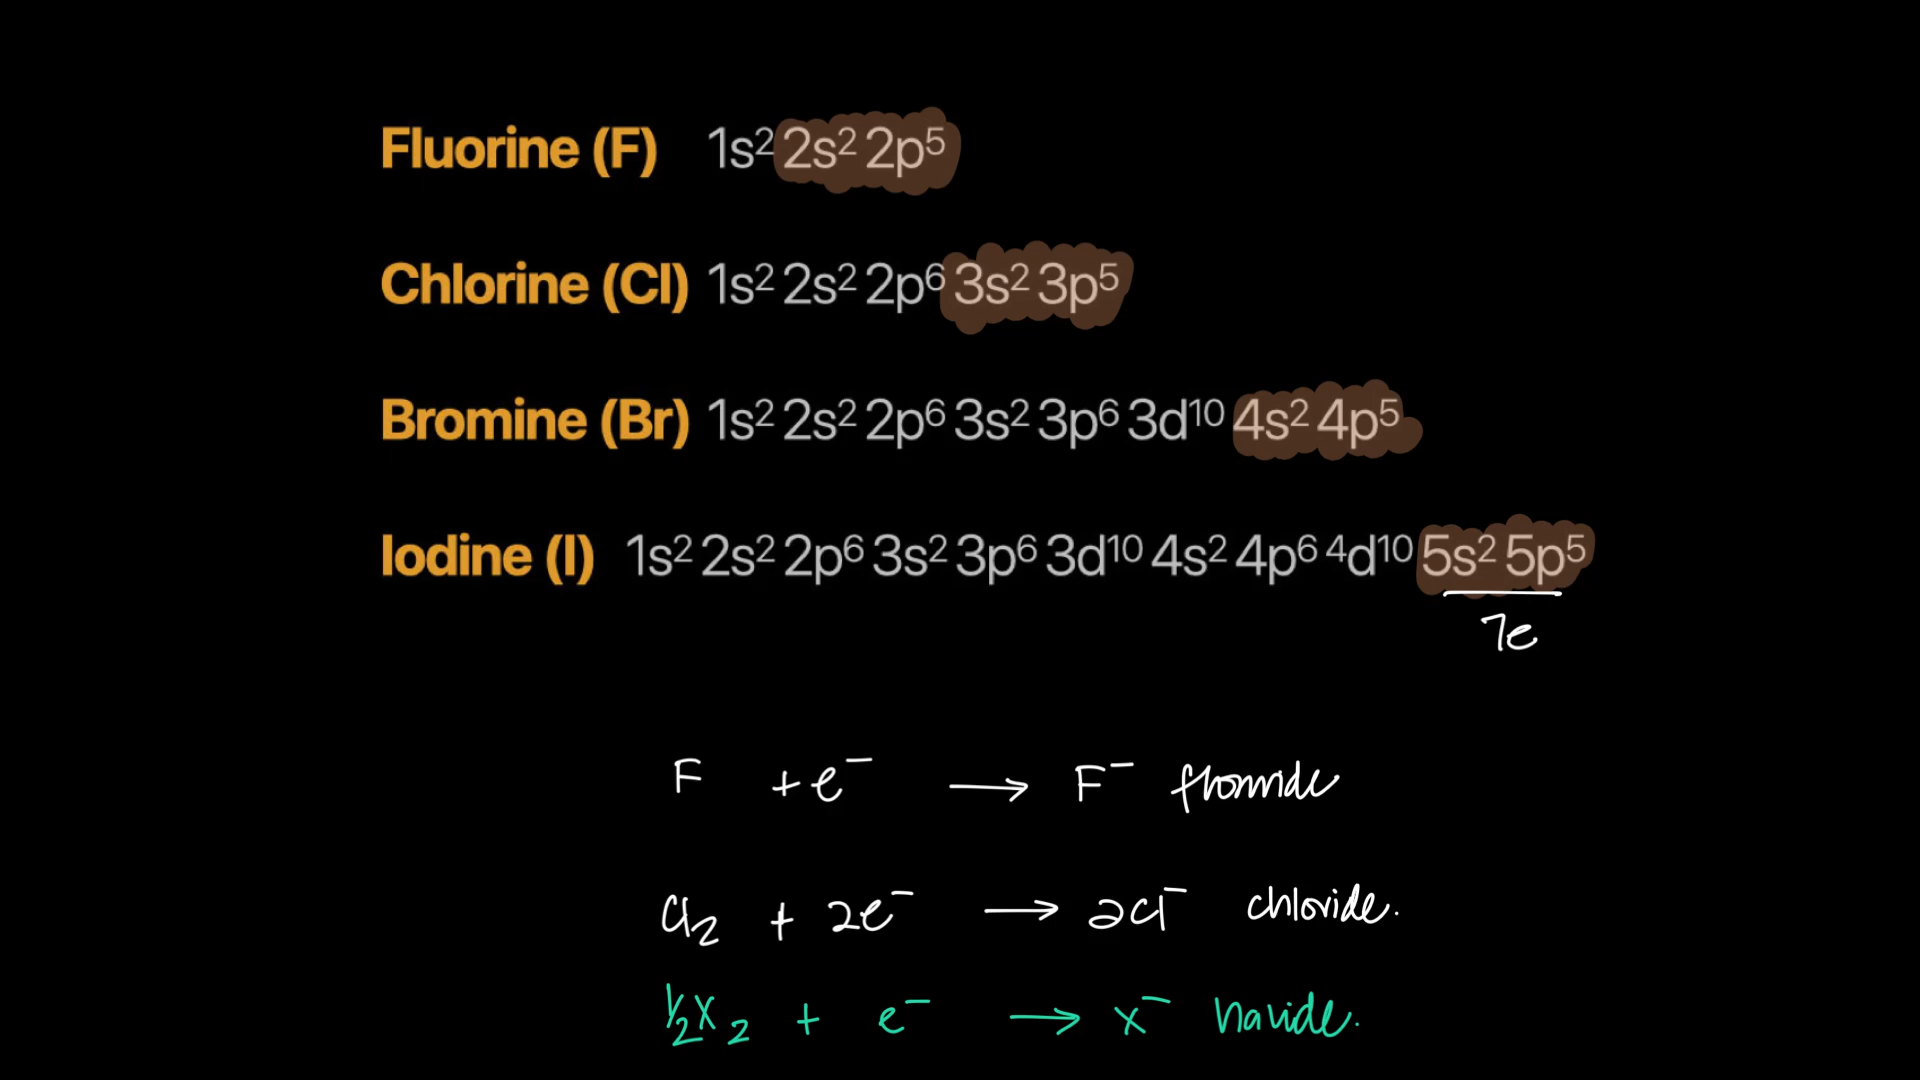 Fluorine (F) 1s² 2s² 2p⁵
Chlorine (Cl) 1s² 2s² 2p⁶ 3s² 3p⁵
Bromine (Br) 1s² 2s² 2p⁶ 3s² 3p⁶ 3d¹⁰ 4s² 4p⁵
Iodine (I) 1s² 2s² 2p⁶ 3s² 3p⁶ 3d¹⁰ 4s² 4p⁶ 4d¹⁰ 5s² 5p⁵
7e
F + e⁻ → F⁻
Cl₂ + 2e⁻ → 2Cl⁻ chloride.
½X₂ + e⁻ → X⁻